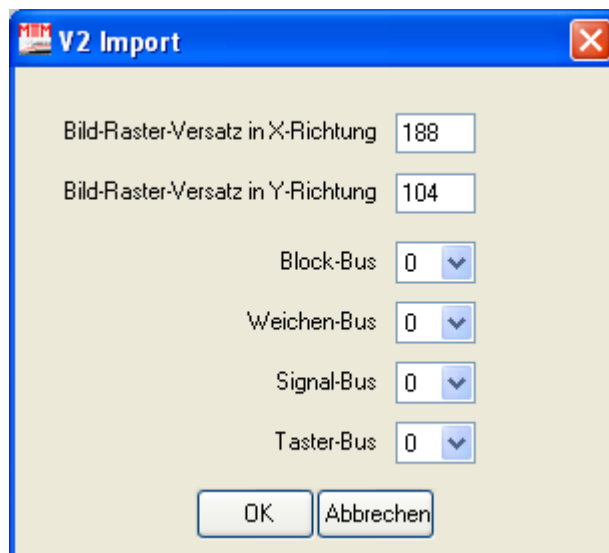 V2 Import
Bild-Raster-Versatz in X-Richtung 188
Bild-Raster-Versatz in Y-Richtung 104
Block-Bus 0
Weichen-Bus 0
Signal-Bus 0
Taster-Bus 0
OK Abbrechen